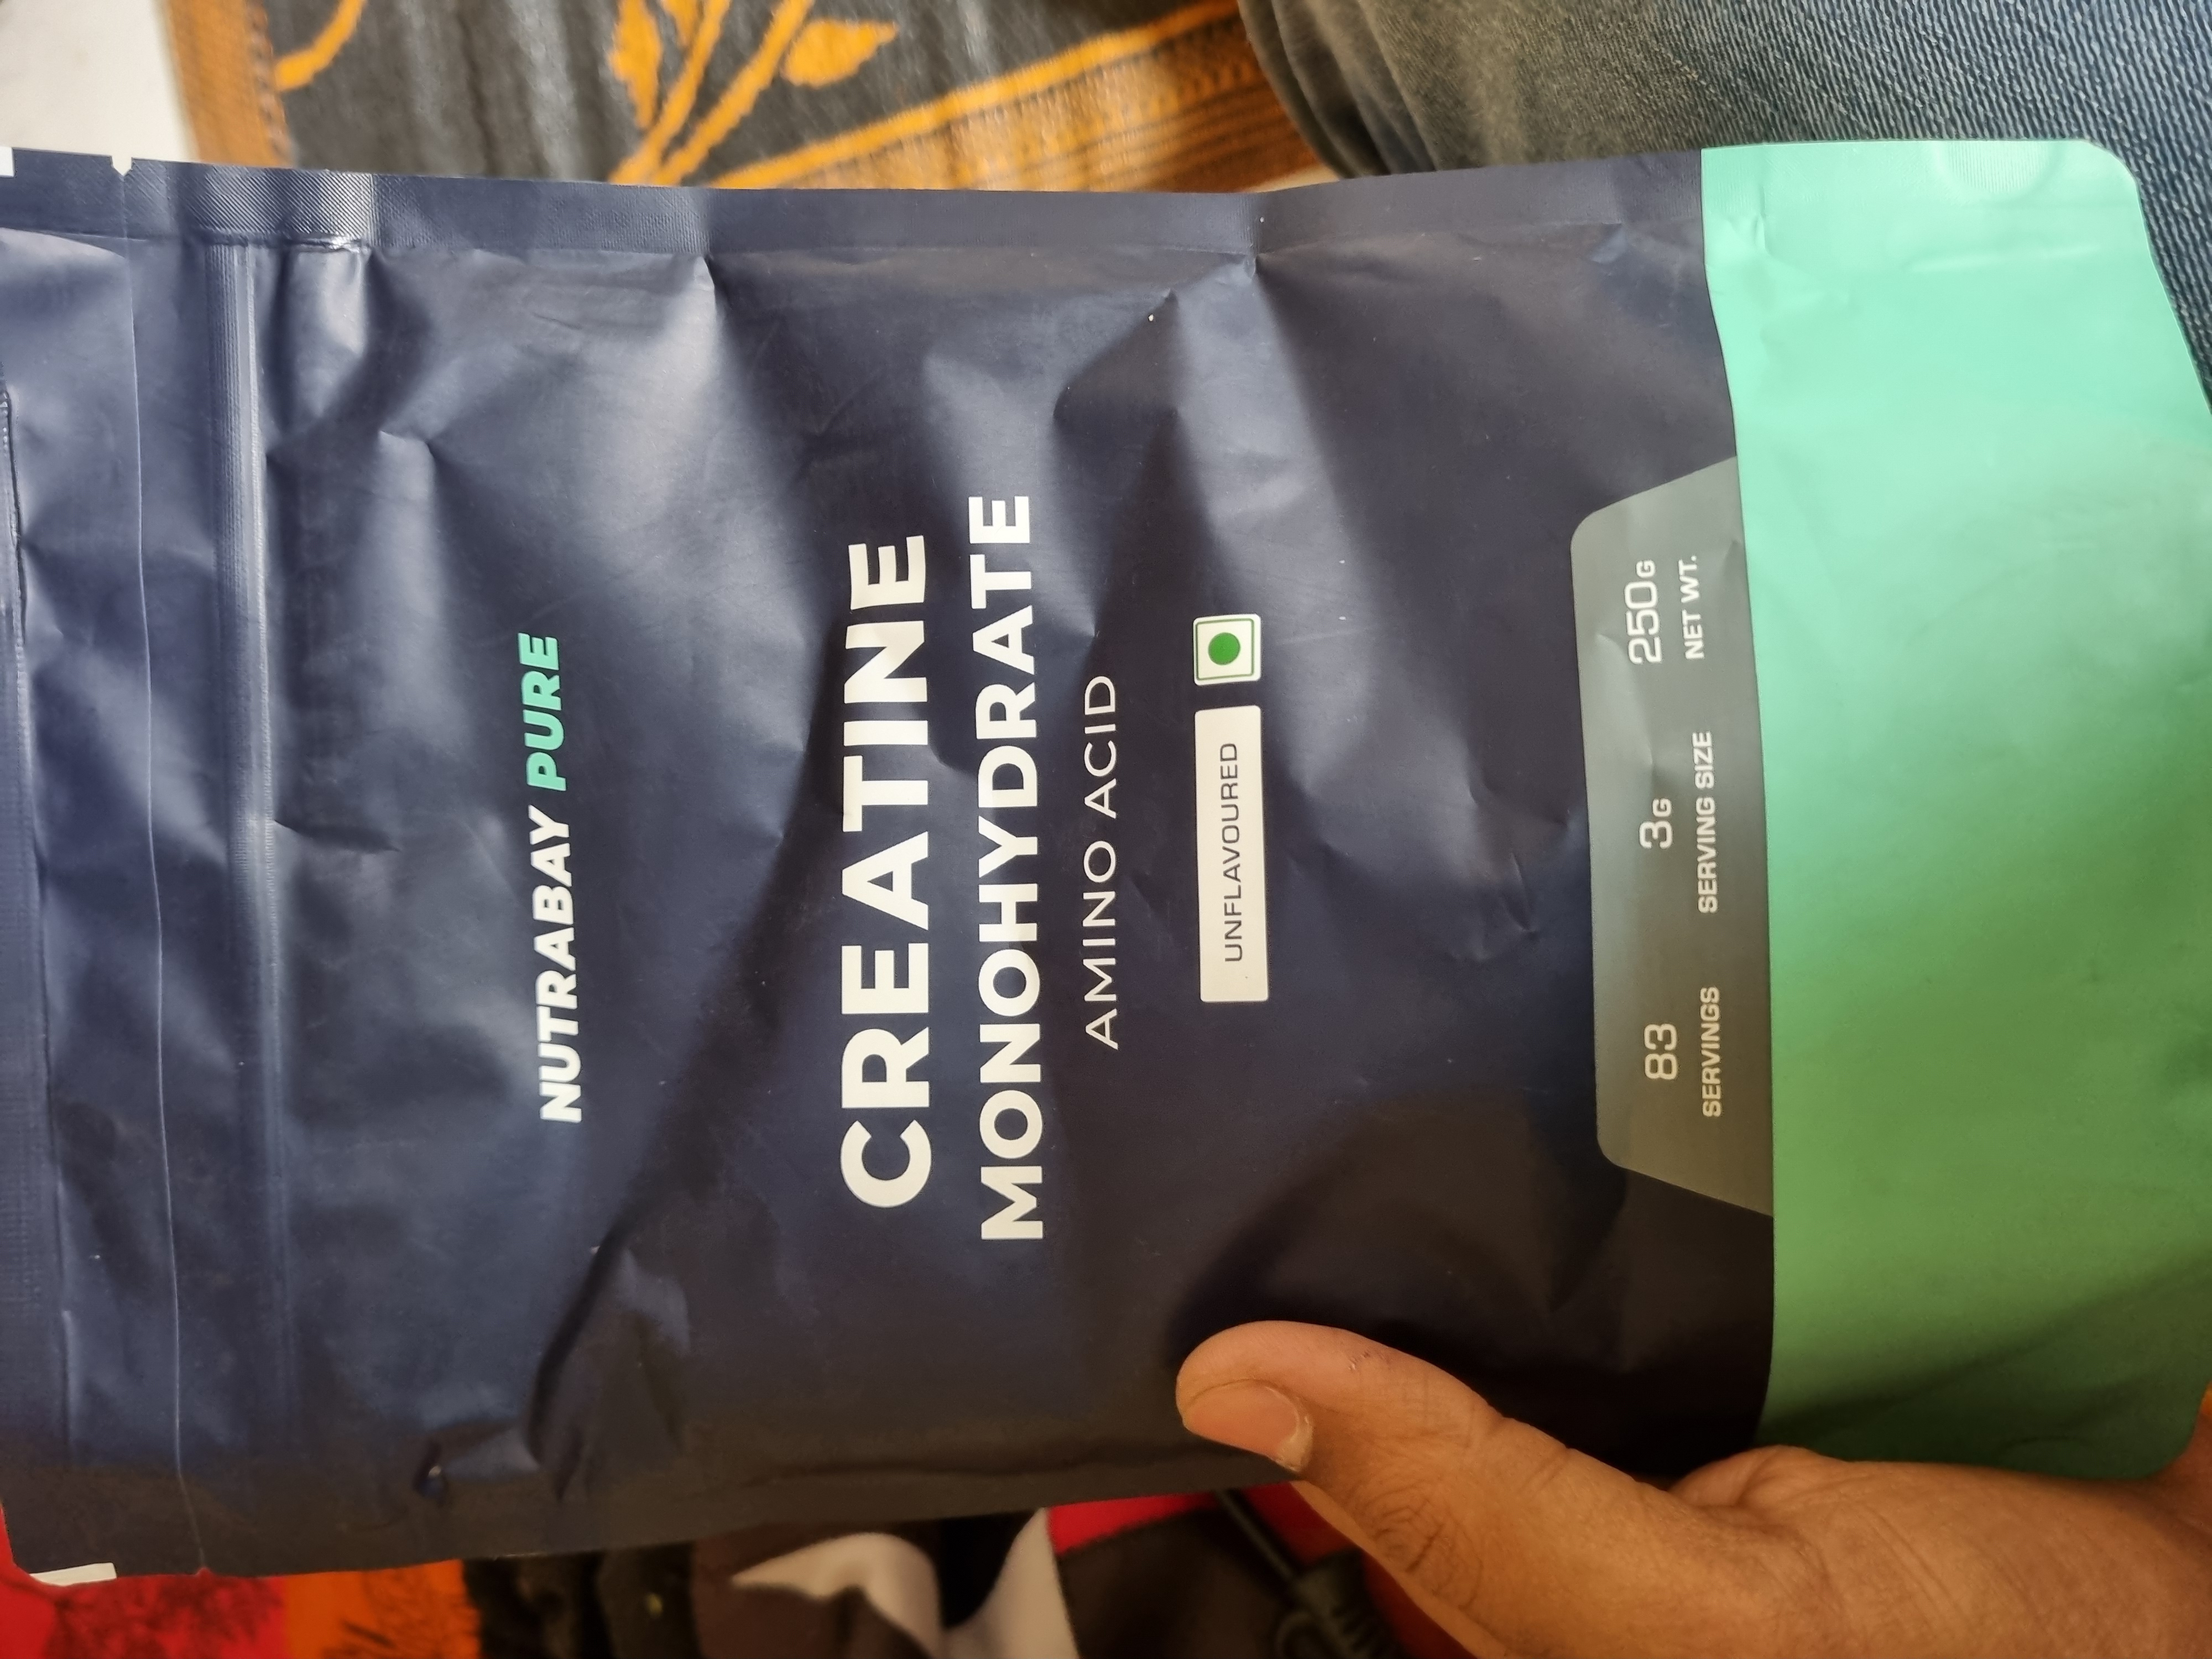 NUTRABAY PURE
CREATINE
MONOHYDRATE
AMINO ACID
UNFLAVOURED
83 3G 250G
SERVINGS SERVING SIZE NET WT.